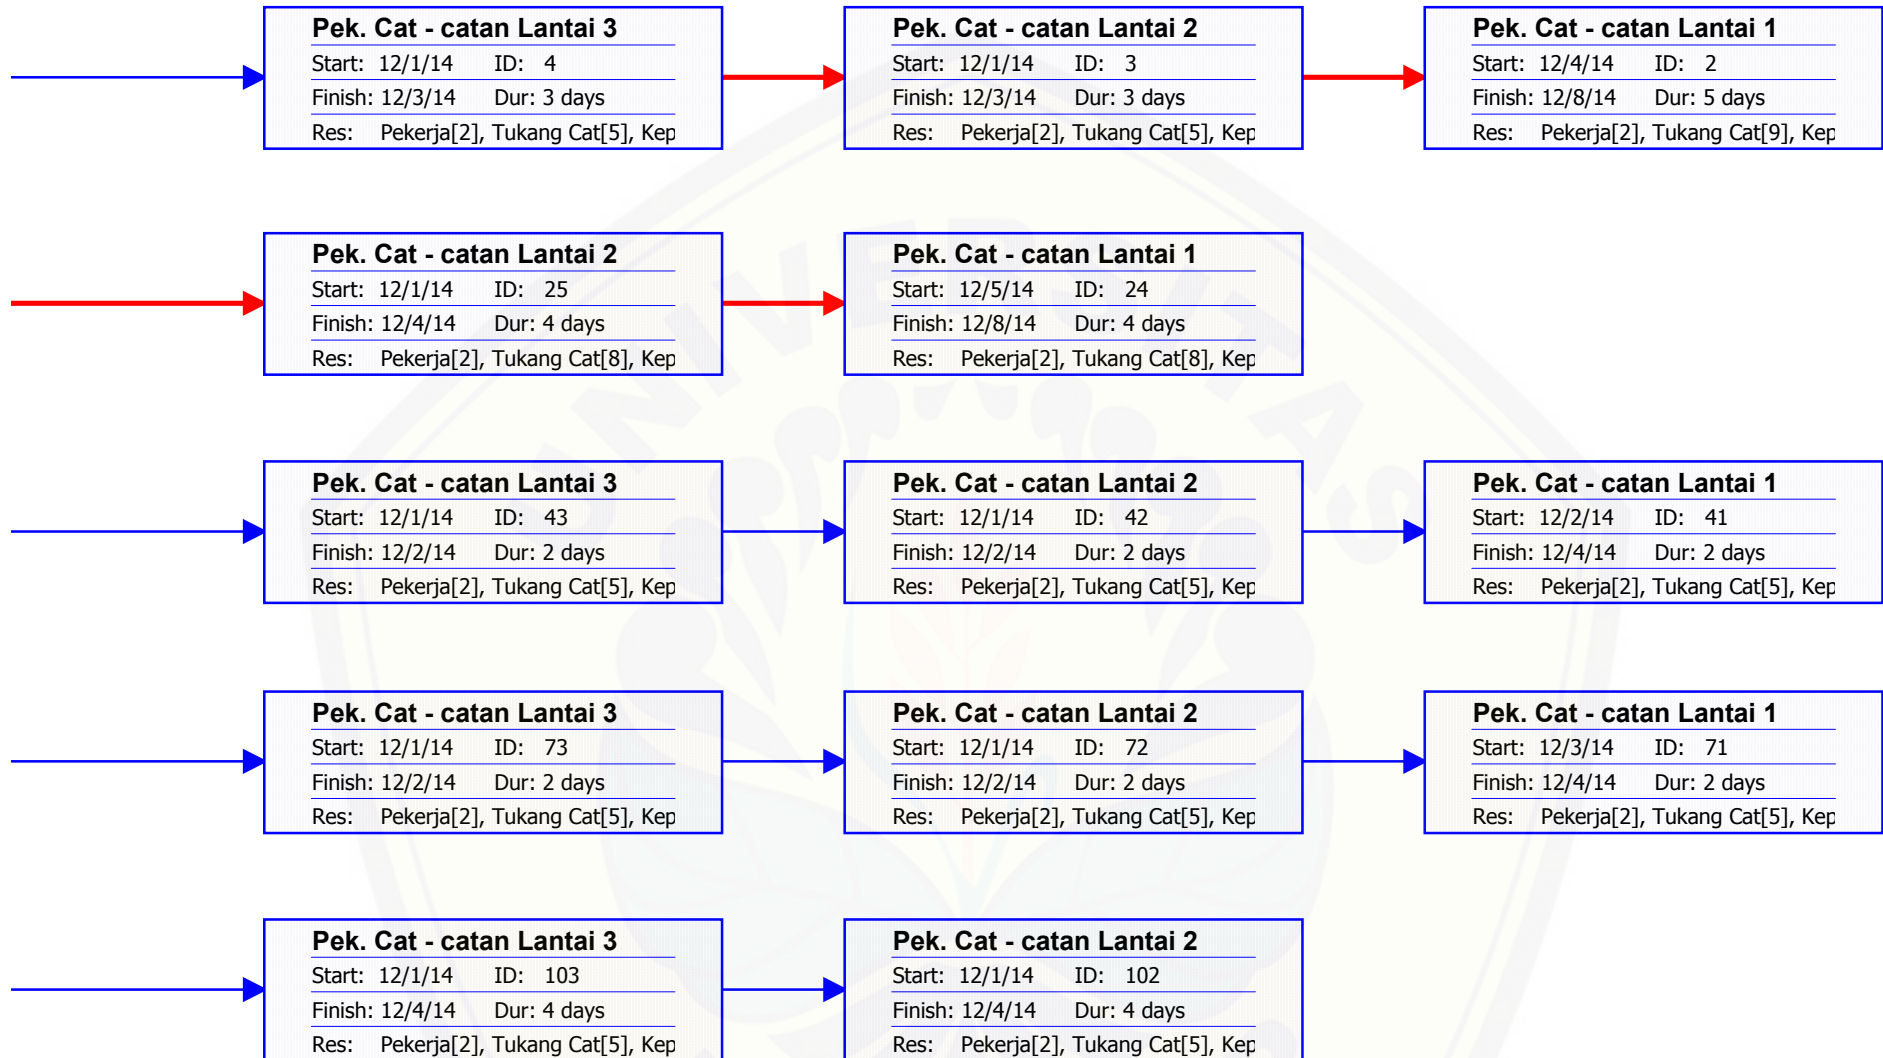 Pek. Cat - catan Lantai 3
Start: 12/1/14 ID: 4
Finish: 12/3/14 Dur: 3 days
Res: Pekerja[2], Tukang Cat[5], Kep
Pek. Cat - catan Lantai 2
Start: 12/1/14 ID: 3
Finish: 12/3/14 Dur: 3 days
Res: Pekerja[2], Tukang Cat[5], Kep
Pek. Cat - catan Lantai 1
Start: 12/4/14 ID: 2
Finish: 12/8/14 Dur: 5 days
Res: Pekerja[2], Tukang Cat[9], Kep
Pek. Cat - catan Lantai 2
Start: 12/1/14 ID: 25
Finish: 12/4/14 Dur: 4 days
Res: Pekerja[2], Tukang Cat[8], Kep
Pek. Cat - catan Lantai 1
Start: 12/5/14 ID: 24
Finish: 12/8/14 Dur: 4 days
Res: Pekerja[2], Tukang Cat[8], Kep
UNIVERSITAS
Pek. Cat - catan Lantai 3
Start: 12/1/14 ID: 43
Finish: 12/2/14 Dur: 2 days
Res: Pekerja[2], Tukang Cat[5], Kep
Pek. Cat - catan Lantai 2
Start: 12/1/14 ID: 42
Finish: 12/2/14 Dur: 2 days
Res: Pekerja[2], Tukang Cat[5], Kep
Pek. Cat - catan Lantai 1
Start: 12/2/14 ID: 41
Finish: 12/4/14 Dur: 2 days
Res: Pekerja[2], Tukang Cat[5], Kep
Pek. Cat - catan Lantai 3
Start: 12/1/14 ID: 73
Finish: 12/2/14 Dur: 2 days
Res: Pekerja[2], Tukang Cat[5], Kep
Pek. Cat - catan Lantai 2
Start: 12/1/14 ID: 72
Finish: 12/2/14 Dur: 2 days
Res: Pekerja[2], Tukang Cat[5], Kep
Pek. Cat - catan Lantai 1
Start: 12/3/14 ID: 71
Finish: 12/4/14 Dur: 2 days
Res: Pekerja[2], Tukang Cat[5], Kep
Pek. Cat - catan Lantai 3
Start: 12/1/14 ID: 103
Finish: 12/4/14 Dur: 4 days
Res: Pekerja[2], Tukang Cat[5], Kep
Pek. Cat - catan Lantai 2
Start: 12/1/14 ID: 102
Finish: 12/4/14 Dur: 4 days
Res: Pekerja[2], Tukang Cat[5], Kep